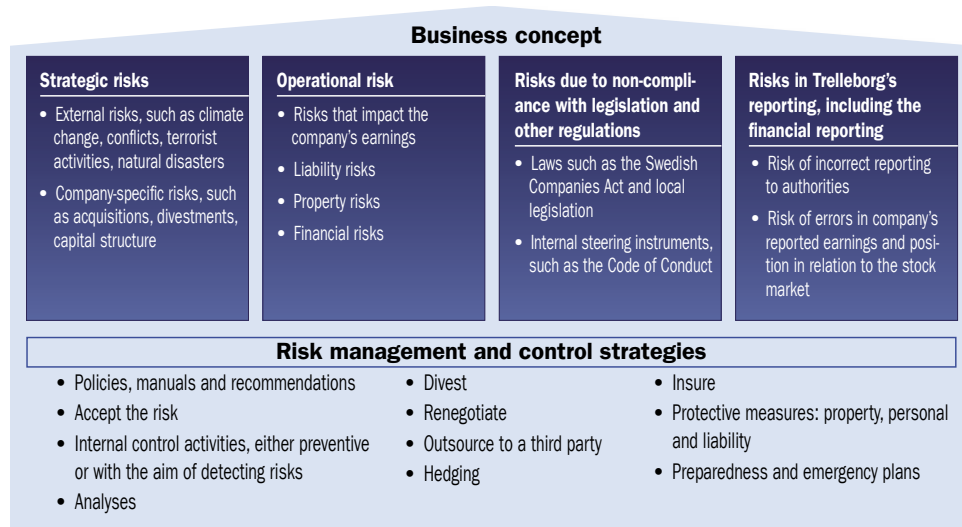 Business concept
Strategic risks
• External risks, such as climate
change, conflicts, terrorist
activities, natural disasters
• Company-specific risks, such
as acquisitions, divestments,
capital structure
Operational risk
• Risks that impact the
company's earnings
• Liability risks
• Property risks
• Financial risks
Risks due to non-compli-
ance with legislation and
other regulations
• Laws such as the Swedish
Companies Act and local
legislation
• Internal steering instruments,
such as the Code of Conduct
Risks in Trelleborg's
reporting, including the
financial reporting
• Risk of incorrect reporting
to authorities
• Risk of errors in company's
reported earnings and posi-
tion in relation to the stock
market
Risk management and control strategies
• Policies, manuals and recommendations
• Accept the risk
• Internal control activities, either preventive
or with the aim of detecting risks
• Analyses
• Divest
• Renegotiate
• Outsource to a third party
• Hedging
• Insure
• Protective measures: property, personal
and liability
• Preparedness and emergency plans